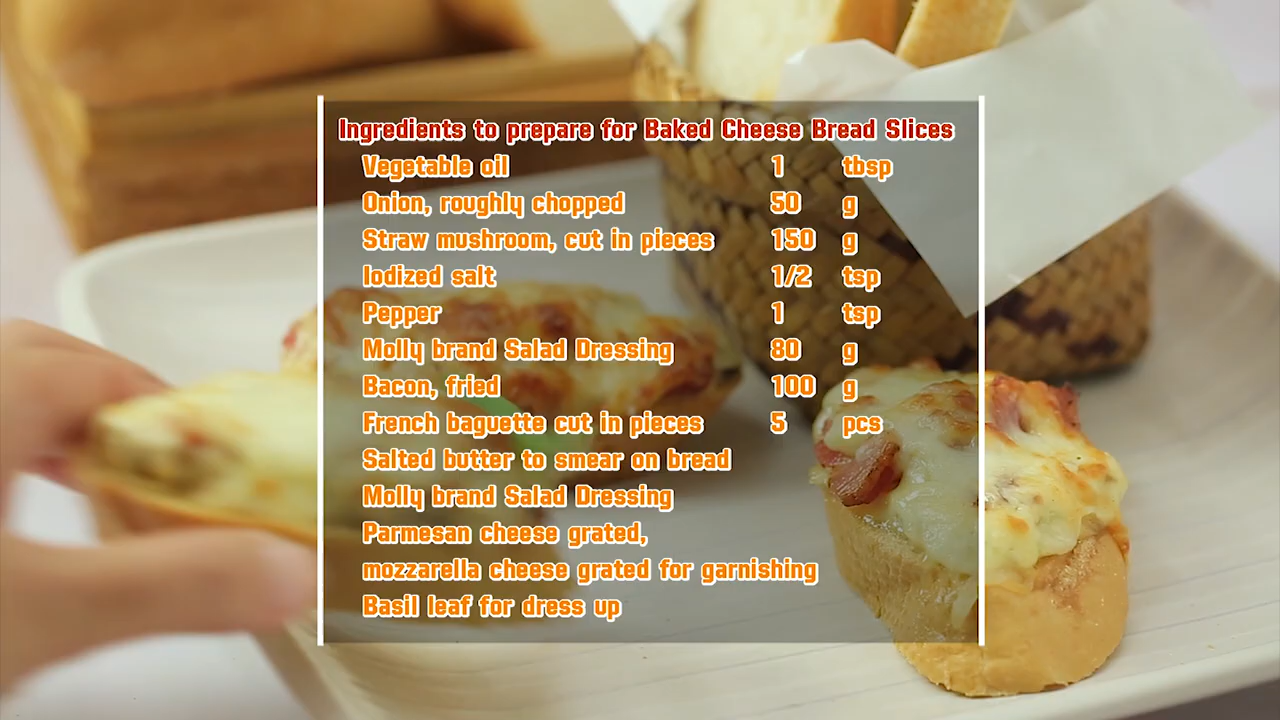 Ingredients to prepare for Baked Cheese Bread Slices
Vegetable oil 1 tbsp
Onion, roughly chopped 50 g
Straw mushroom, cut in pieces 150 g
Iodized salt 1/2 tsp
Pepper 1 tsp
Molly brand Salad Dressing 80 g
Bacon, fried 100 g
French baguette cut in pieces 5 pcs
Salted butter to smear on bread
Molly brand Salad Dressing
Parmesan cheese grated,
mozzarella cheese grated for garnishing
Basil leaf for dress up